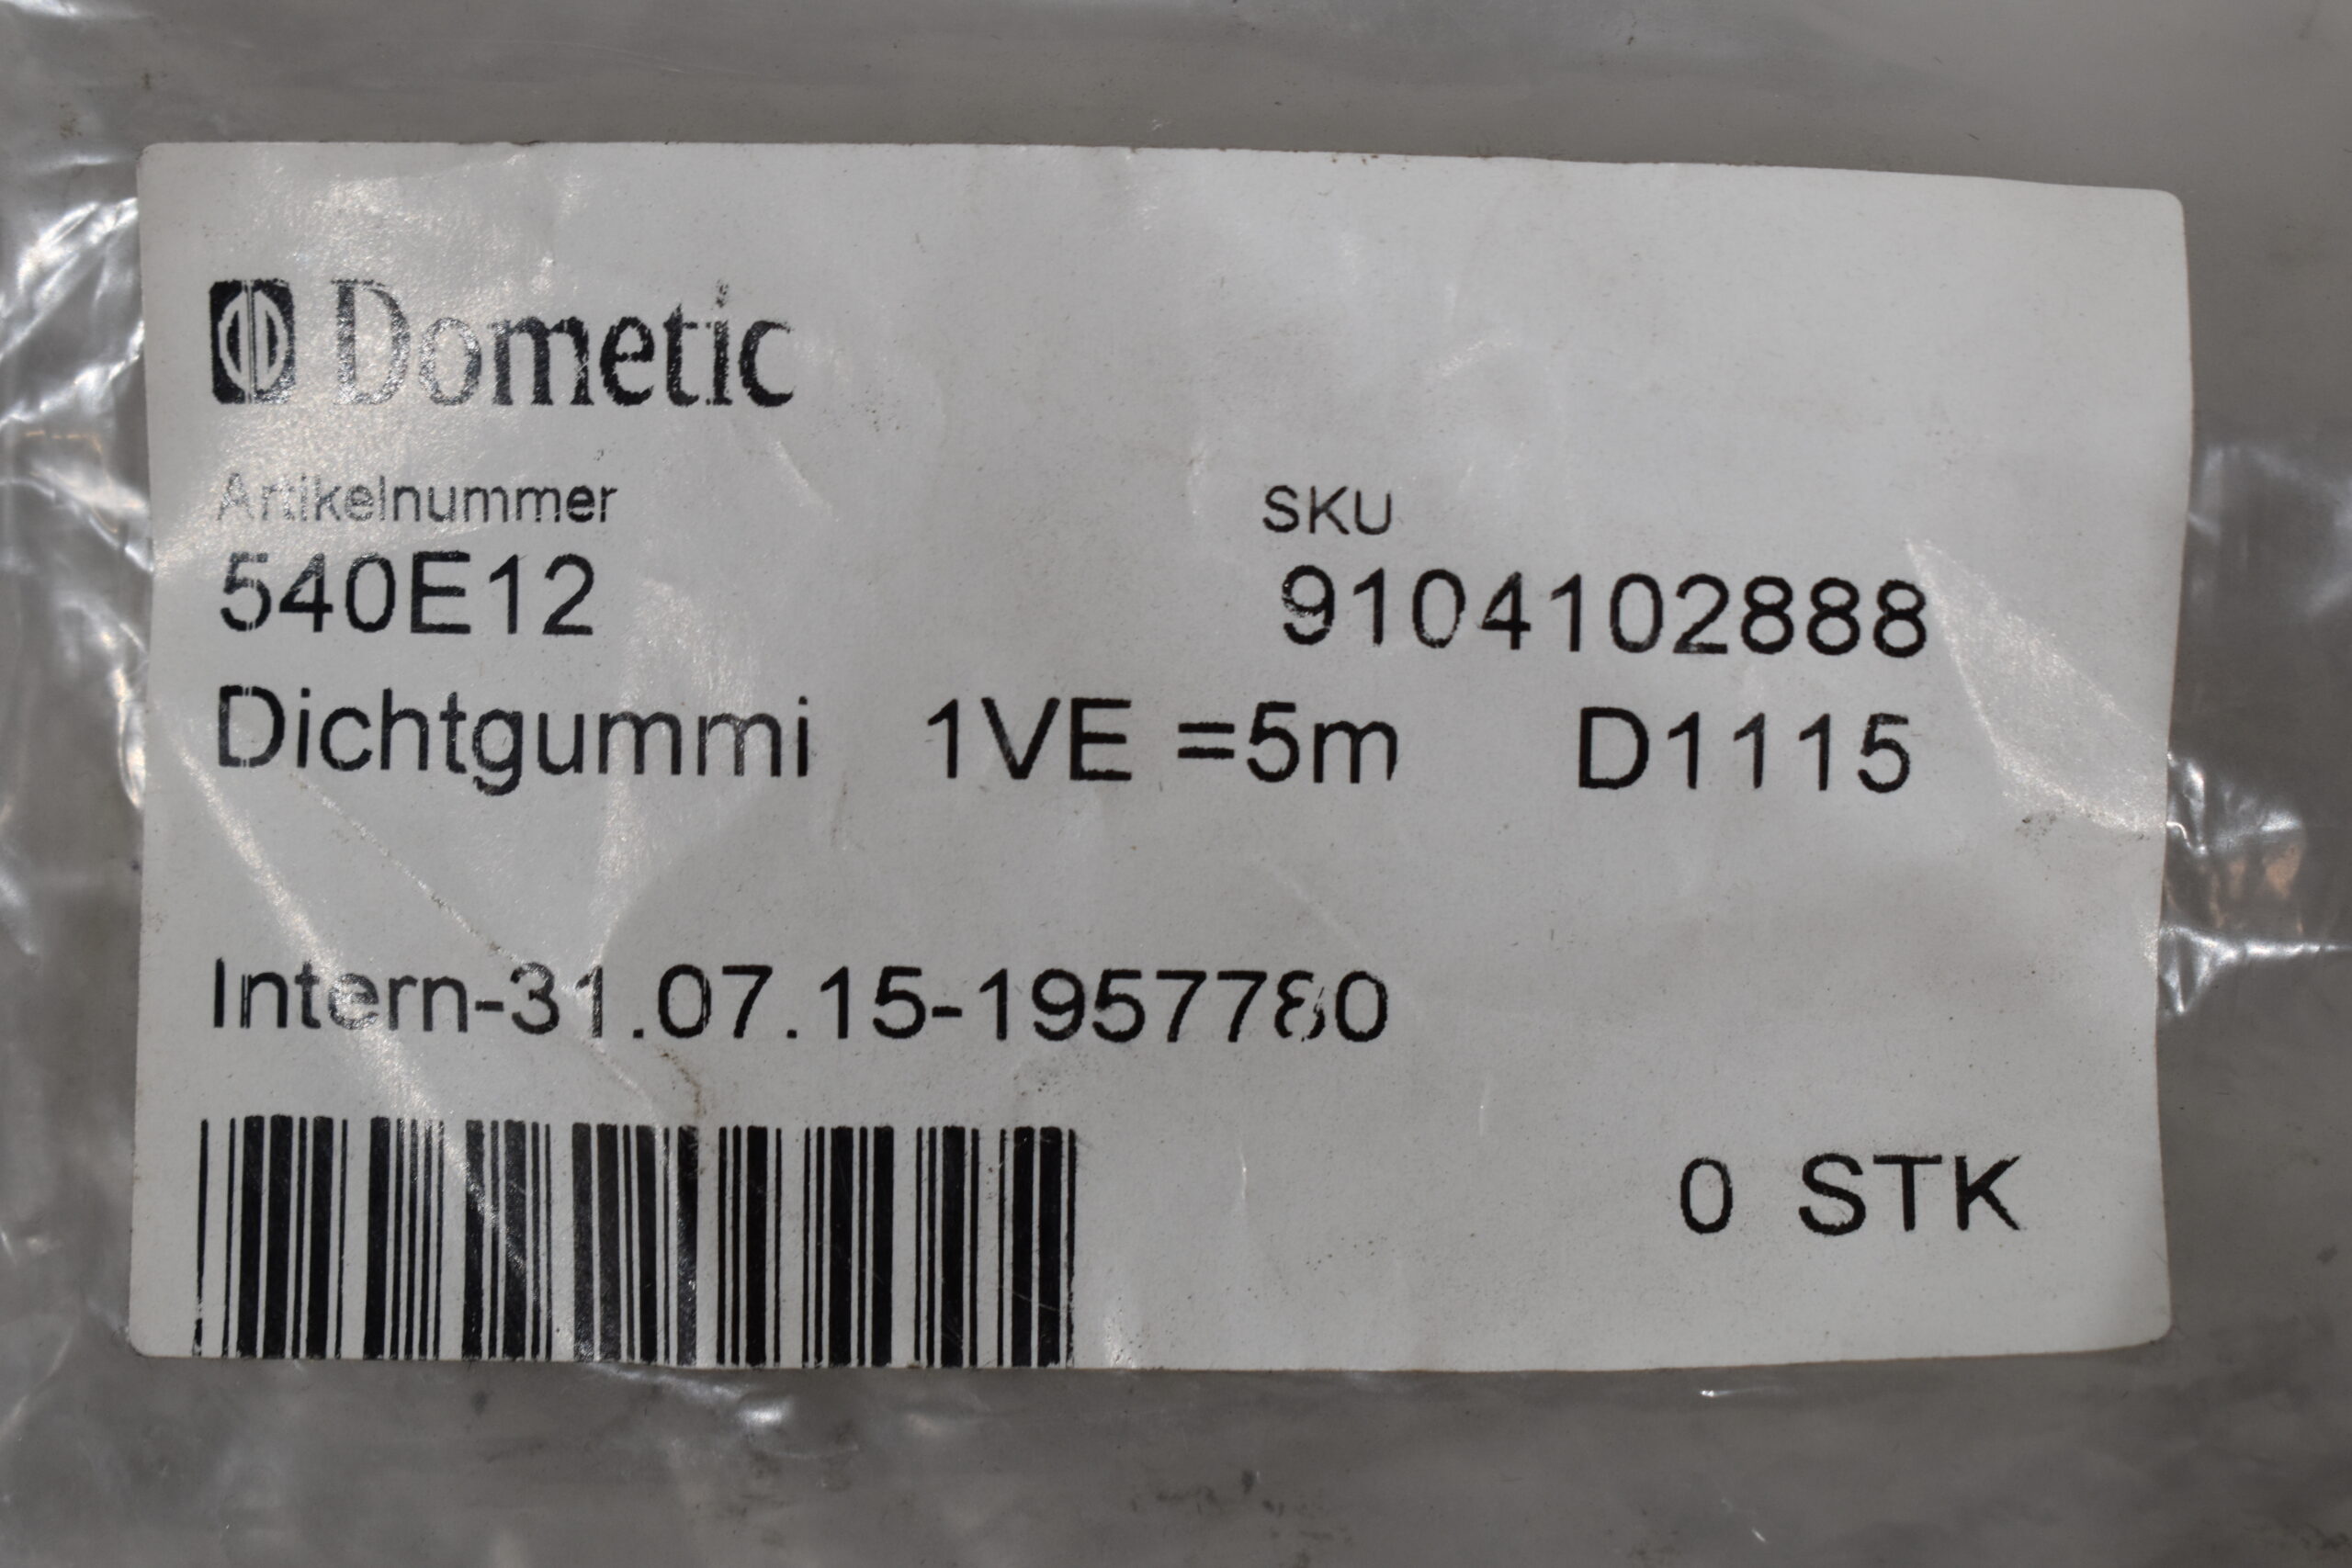 Dometic
Artikelnummer SKU
540E12 9104102888
Dichtgummi 1VE =5m D1115
Intern-31.07.15-1957780
0 STK